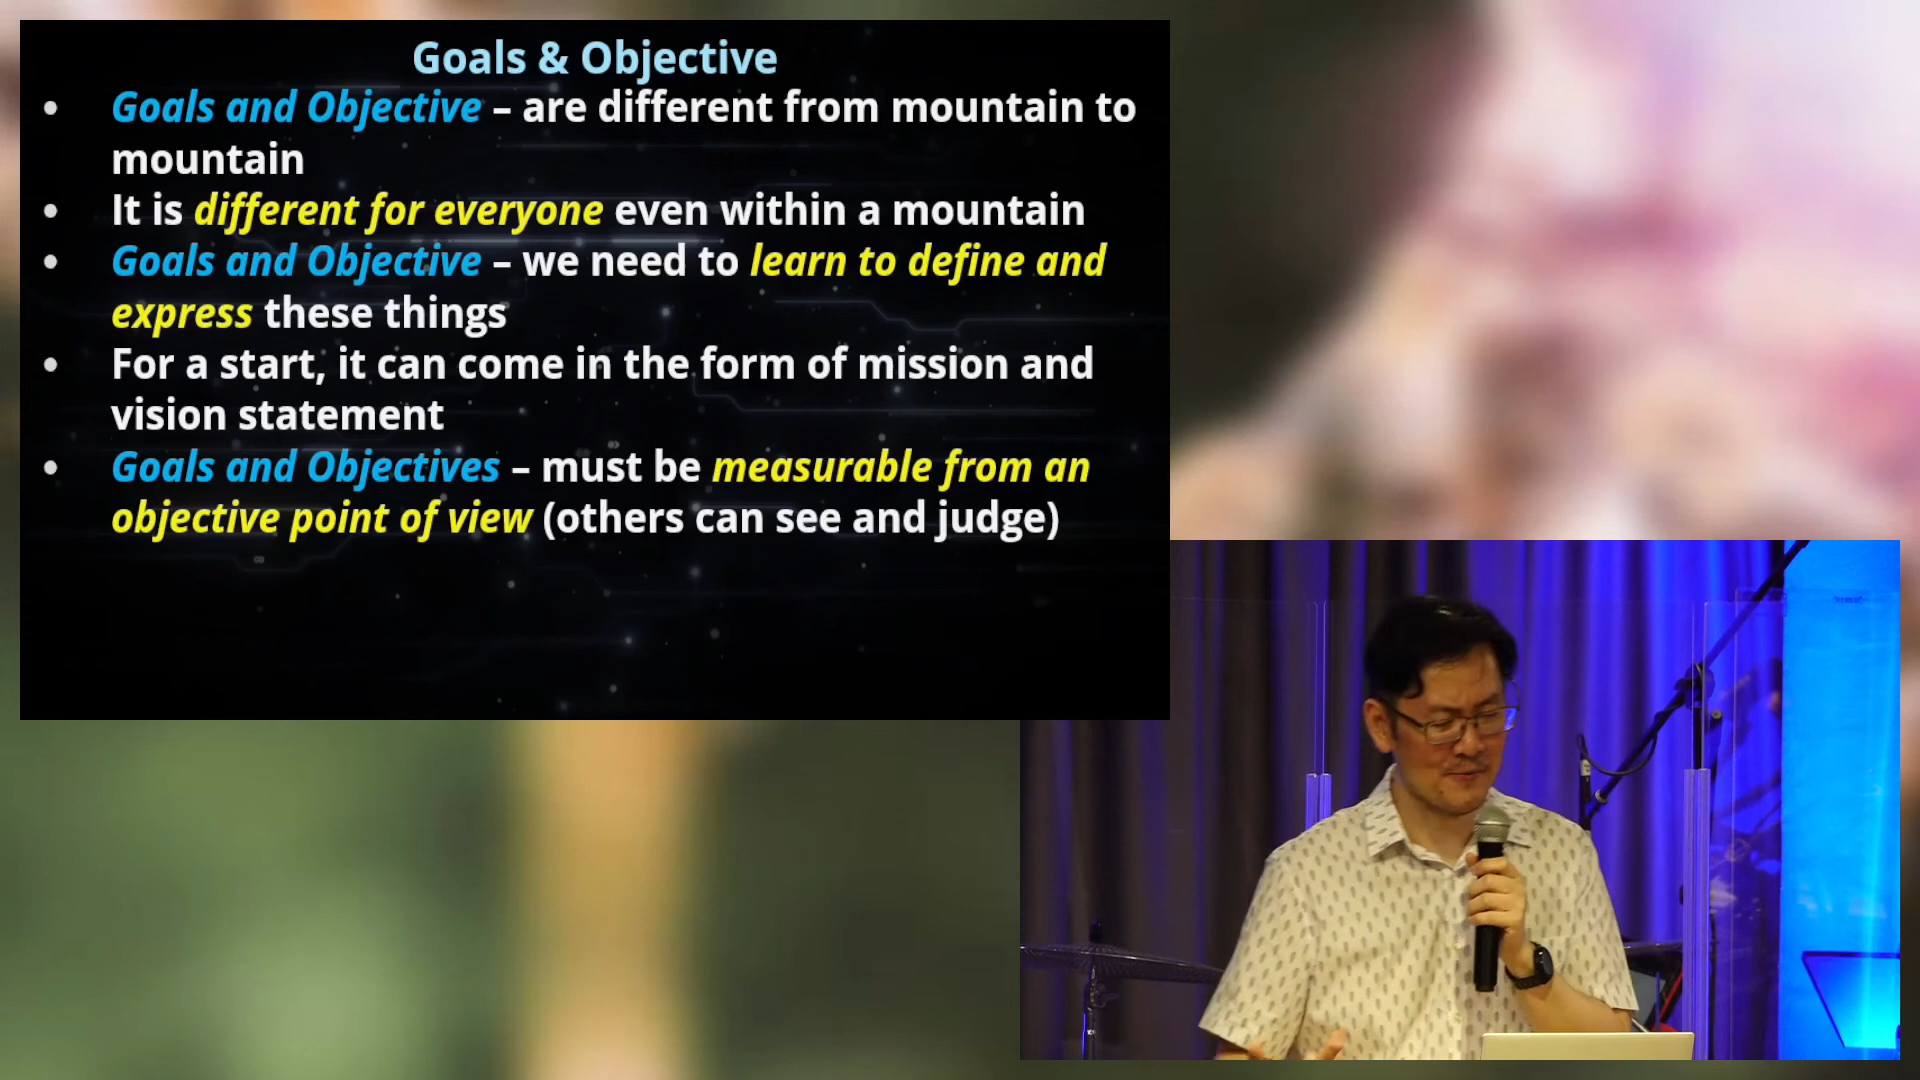 Goals & Objective
• Goals and Objective – are different from mountain to
mountain
• It is different for everyone even within a mountain
• Goals and Objective – we need to learn to define and
express these things
• For a start, it can come in the form of mission and
vision statement
• Goals and Objectives – must be measurable from an
objective point of view (others can see and judge)